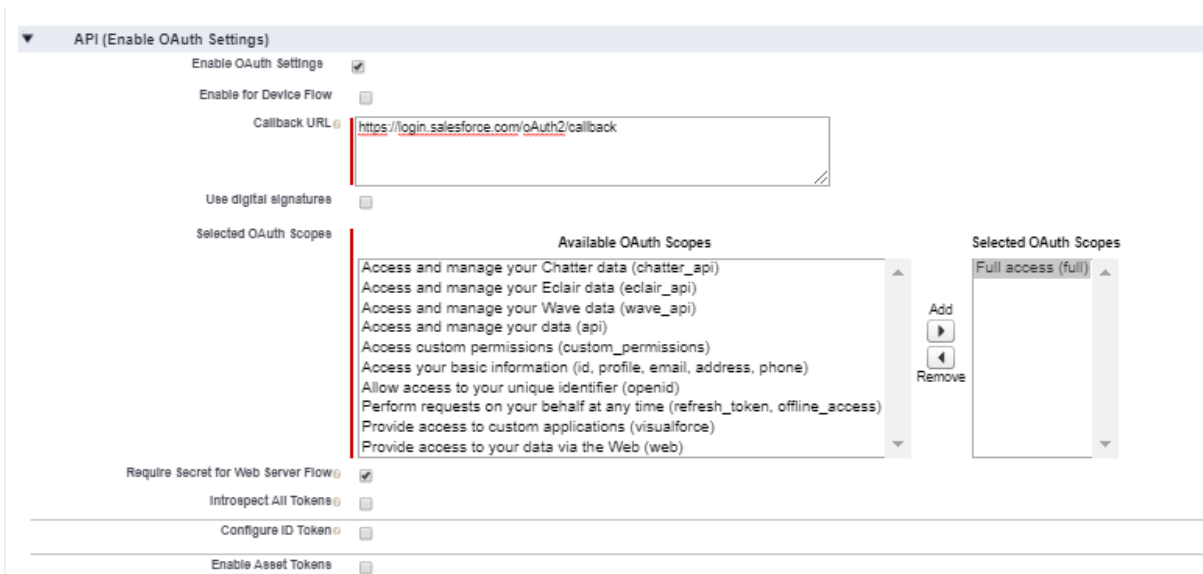 API (Enable OAuth Settings)
Enable OAuth Settings
Enable for Device Flow
Callback URL
https://login.salesforce.com/oAuth2/callback
Use digital signatures
Selected OAuth Scopes
Available OAuth Scopes
Selected OAuth Scopes
Access and manage your Chatter data (chatter_api)
Access and manage your Eclair data (eclair_api)
Access and manage your Wave data (wave_api)
Access and manage your data (api)
Access custom permissions (custom_permissions)
Access your basic information (id, profile, email, address, phone)
Allow access to your unique identifier (openid)
Perform requests on your behalf at any time (refresh_token, offline_access)
Provide access to custom applications (visualforce)
Provide access to your data via the Web (web)
Add
Remove
Full access (full)
Require Secret for Web Server Flow
Introspect All Tokens
Configure ID Token
Enable Asset Tokens